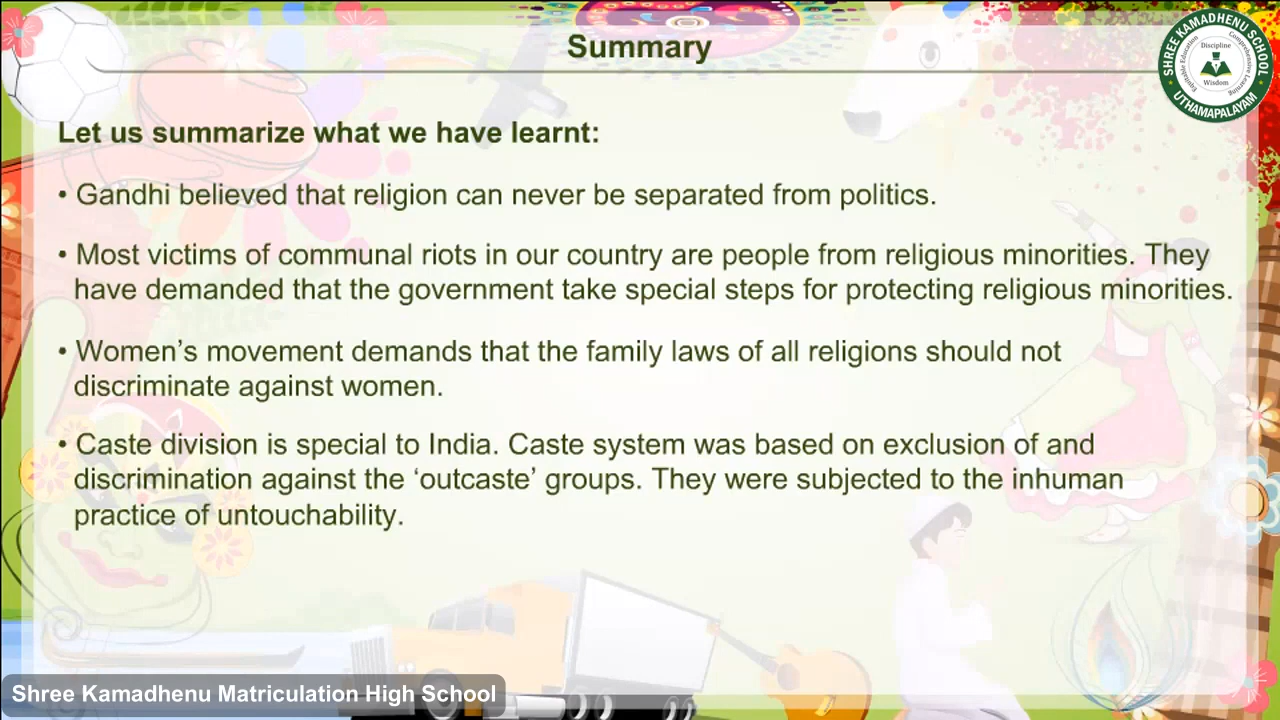 Summary
SHREE KAMADHENU SCHOOL
Discipline
Equitable Education
Comprehensive Learning
Wisdom
UTHAMAPALAYAM
Let us summarize what we have learnt:
• Gandhi believed that religion can never be separated from politics.
• Most victims of communal riots in our country are people from religious minorities. They
have demanded that the government take special steps for protecting religious minorities.
• Women’s movement demands that the family laws of all religions should not
discriminate against women.
• Caste division is special to India. Caste system was based on exclusion of and
discrimination against the ‘outcaste’ groups. They were subjected to the inhuman
practice of untouchability.
Shree Kamadhenu Matriculation High School